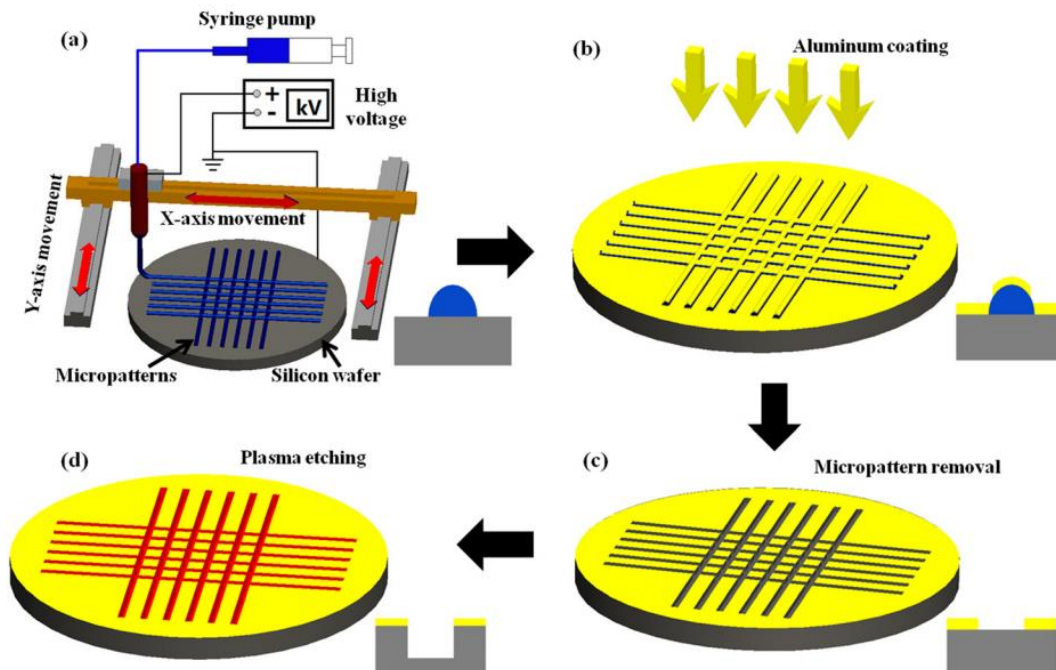 (a)
Syringe pump
+
-
kV
High
voltage
X-axis movement
Y-axis movement
Micropatterns
Silicon wafer
(b)
Aluminum coating
(d)
Plasma etching
(c)
Micropattern removal